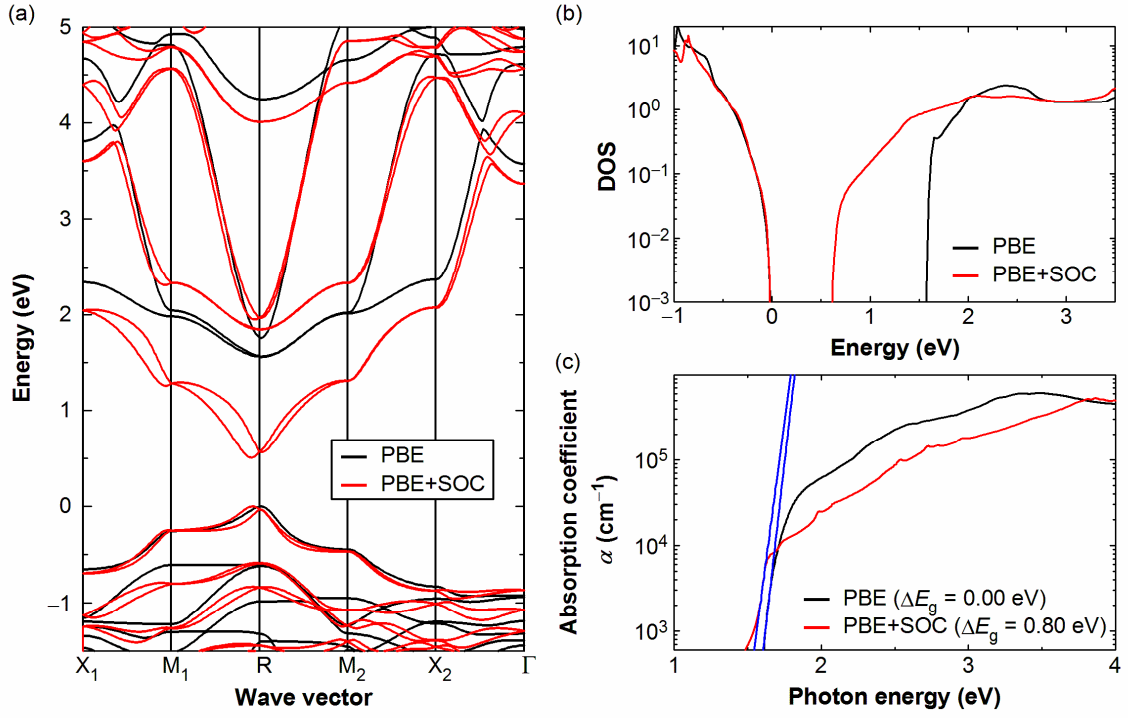 (a)
5
4
3
2
1
0
−1
Energy (eV)
PBE
PBE+SOC
X1
M1
R
M2
X2
Γ
Wave vector
(b)
10^1
10^0
10^−1
10^−2
10^−3
DOS
PBE
PBE+SOC
−1
0
1
2
3
Energy (eV)
(c)
Absorption coefficient
α (cm^−1)
10^5
10^4
10^3
PBE (ΔEg = 0.00 eV)
PBE+SOC (ΔEg = 0.80 eV)
1
2
3
4
Photon energy (eV)